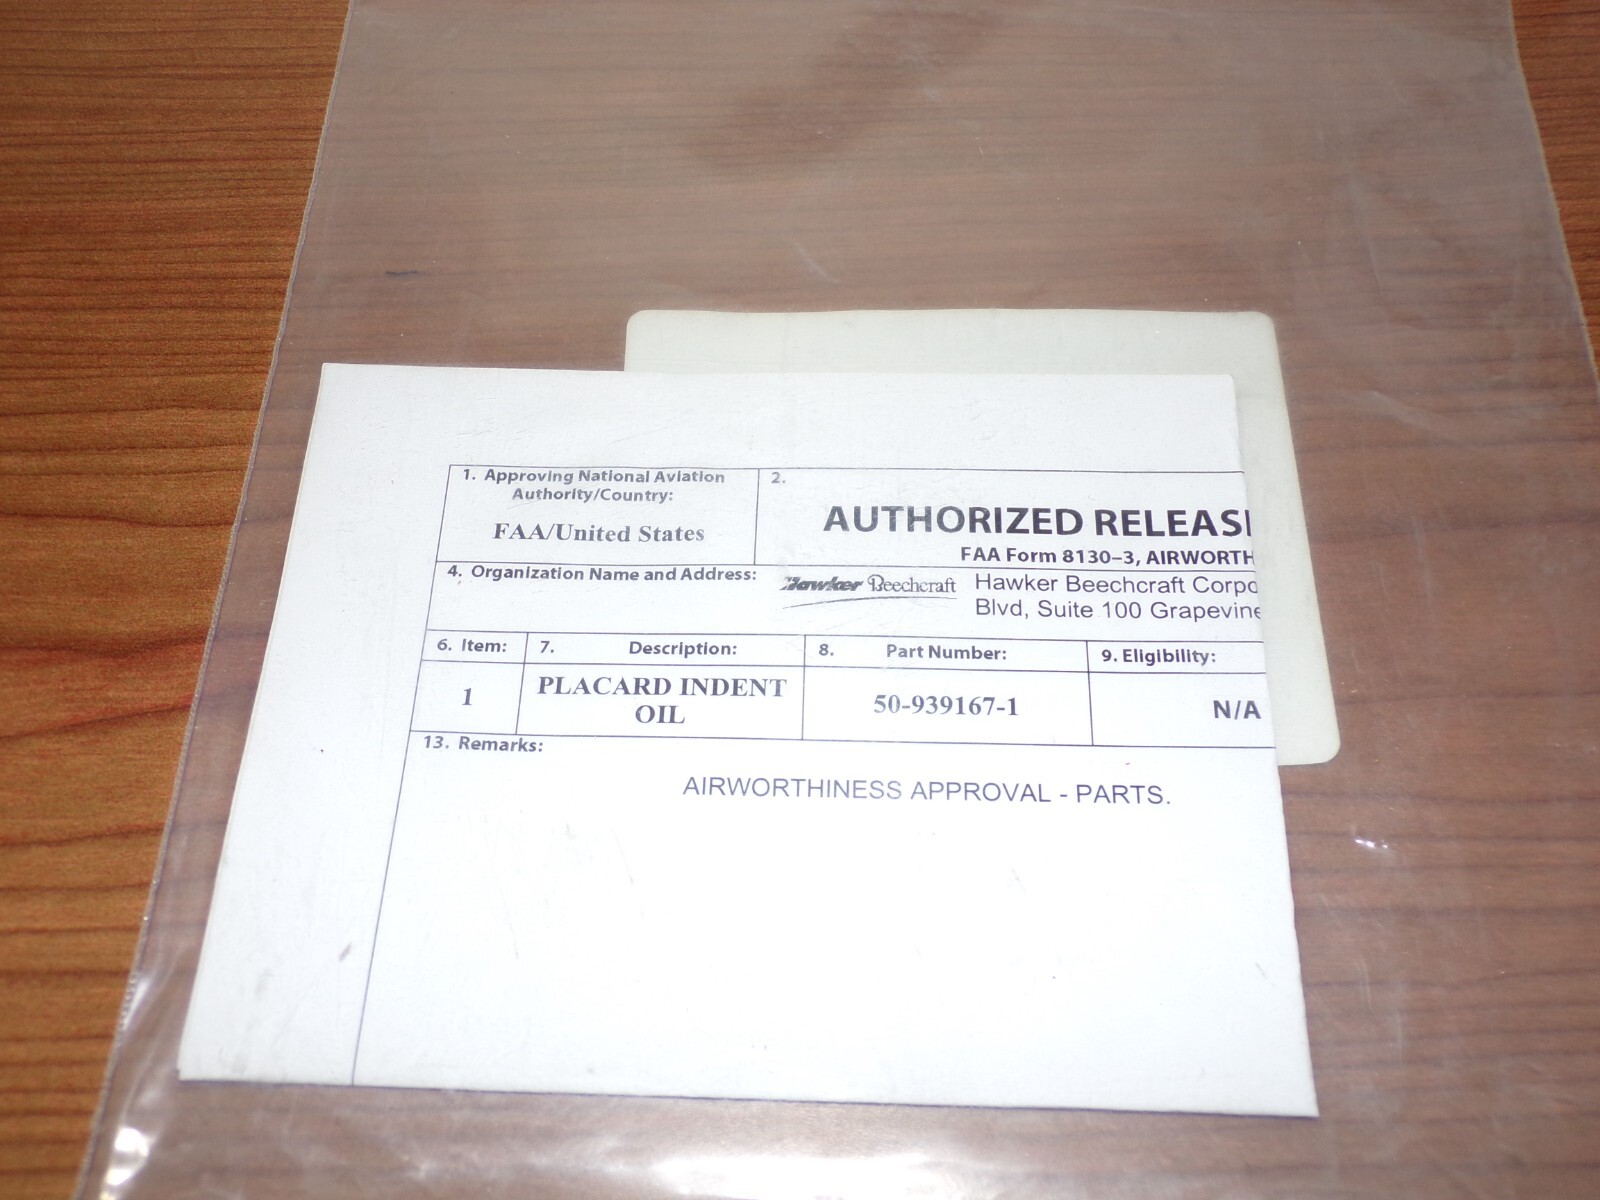 1. Approving National Aviation
Authority/Country:
FAA/United States
2.
AUTHORIZED RELEAS
FAA Form 8130–3, AIRWORTH
4. Organization Name and Address:
Hawker Beechcraft
Hawker Beechcraft Corpo
Blvd, Suite 100 Grapevine
6. Item:
7. Description:
8. Part Number:
9. Eligibility:
1
PLACARD INDENT
OIL
50-939167-1
N/A
13. Remarks:
AIRWORTHINESS APPROVAL - PARTS.